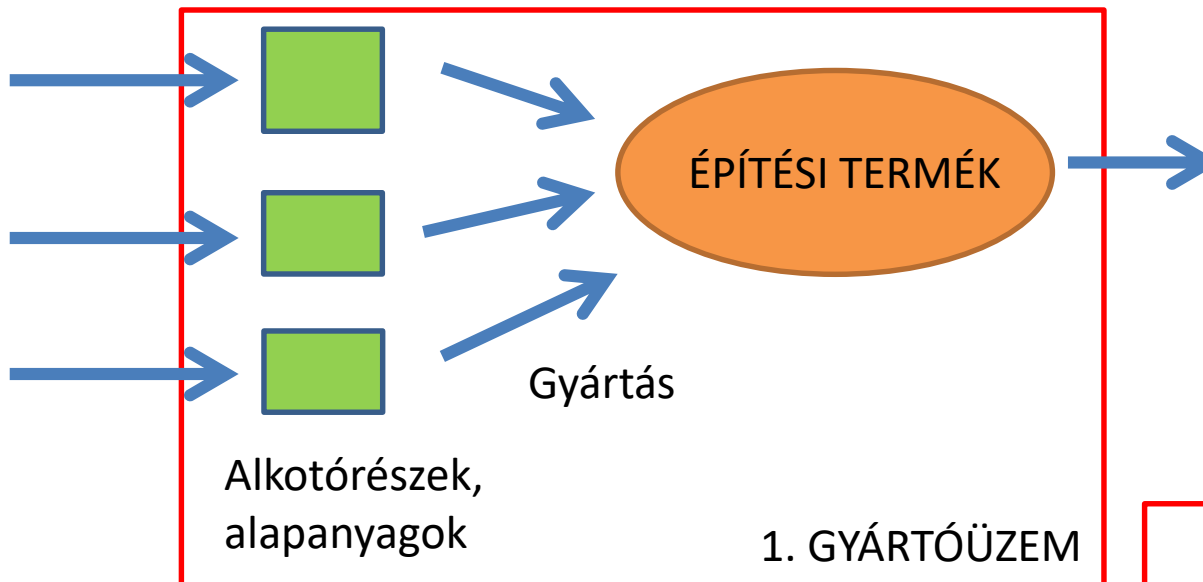 ÉPÍTÉSI TERMÉK
Gyártás
Alkotórészek,
alapanyagok
1. GYÁRTÓÜZEM